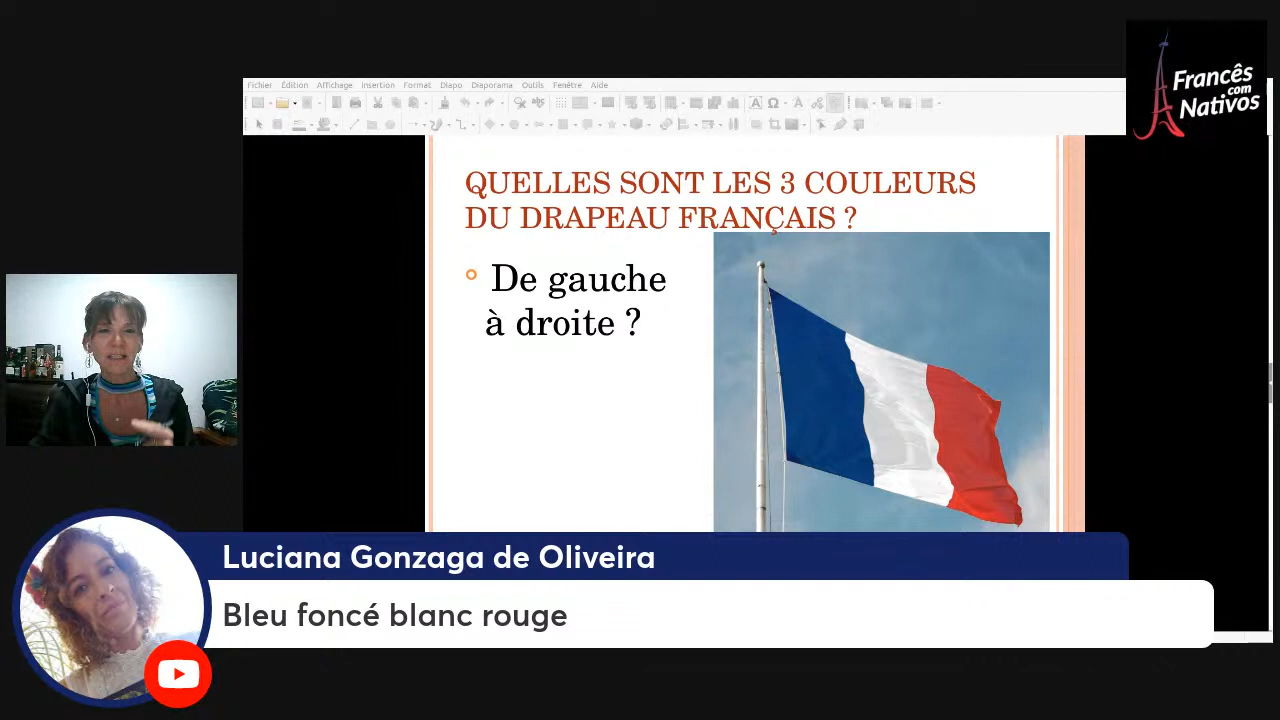 Francês
com
Nativos
Fichier Édition Affichage Insertion Format Diapo Diaporama Outils Fenêtre Aide
QUELLES SONT LES 3 COULEURS
DU DRAPEAU FRANÇAIS ?
De gauche
à droite ?
Luciana Gonzaga de Oliveira
Bleu foncé blanc rouge